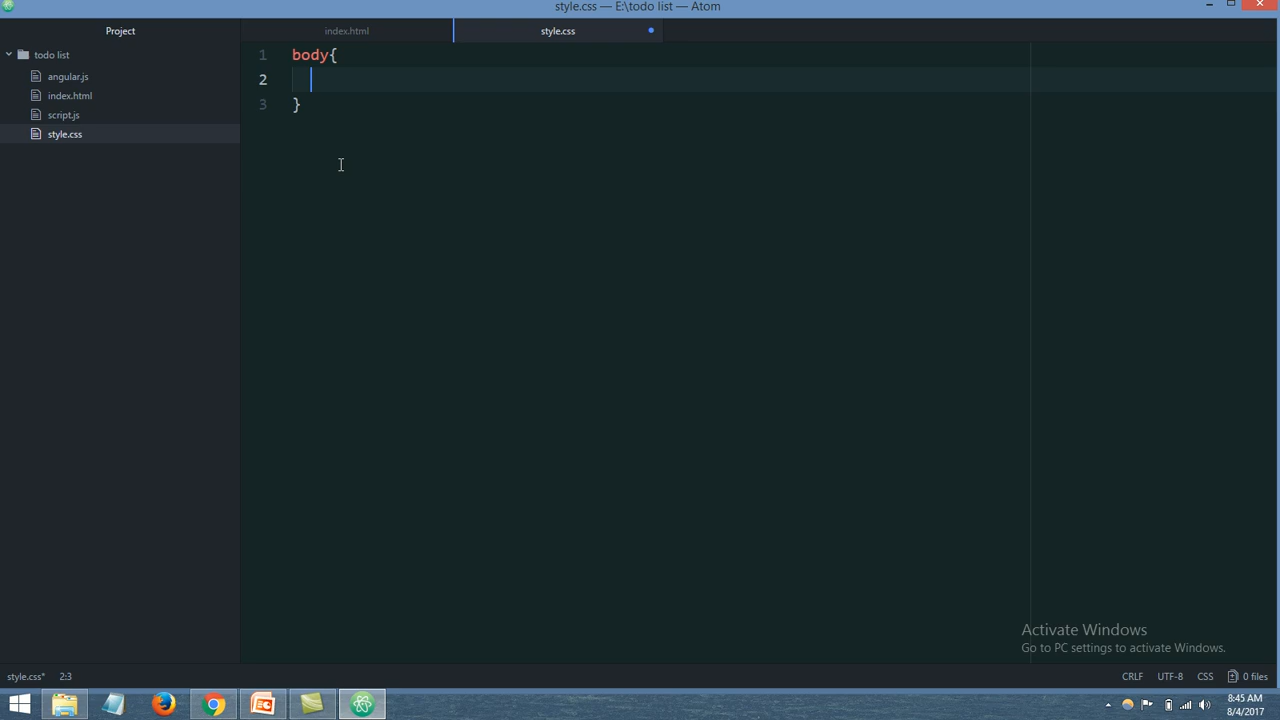 style.css — E:\todo list — Atom
Project
index.html
style.css
todo list
angular.js
index.html
script.js
style.css
1 body{
2
3 }
Activate Windows
Go to PC settings to activate Windows.
style.css* 2:3
CRLF UTF-8 CSS 0 files
8:45 AM
8/4/2017